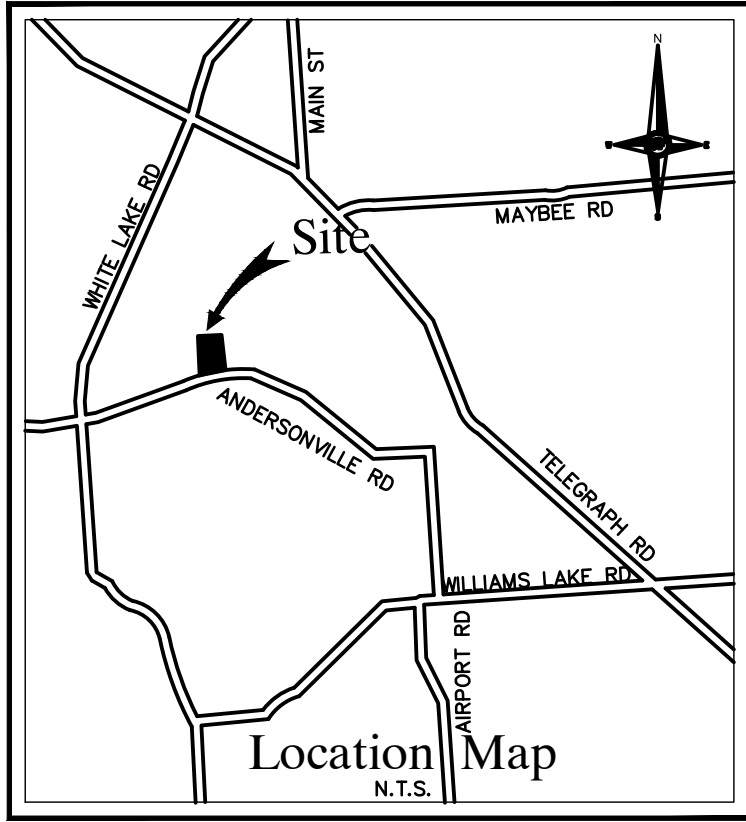 MAIN ST
N
WHITE LAKE RD
MAYBEE RD
Site
ANDERSONVILLE RD
TELEGRAPH RD
WILLIAMS LAKE RD
AIRPORT RD
Location Map
N.T.S.